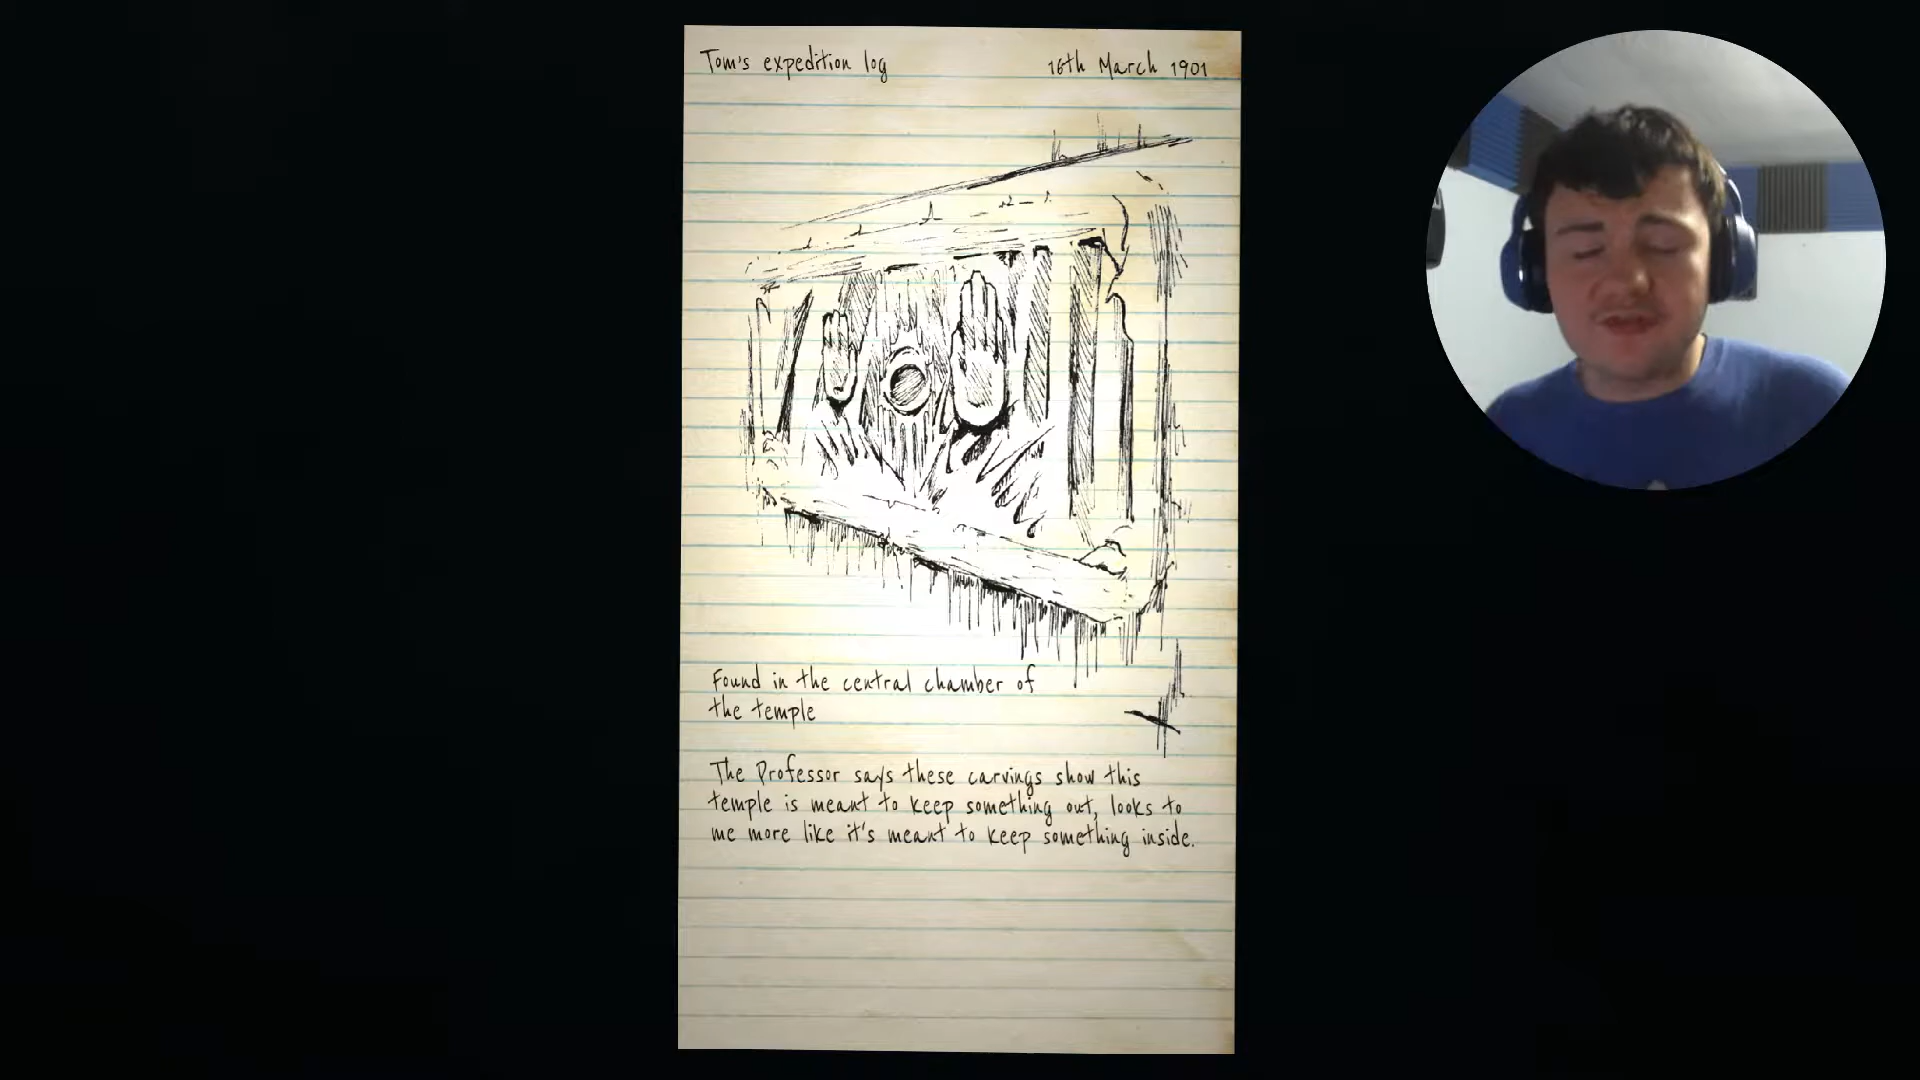 Tom's expedition log
16th March 1901
Found in the central chamber of
the temple
The Professor says these carvings show this
temple is meant to keep something out, looks to
me more like it's meant to keep something inside.